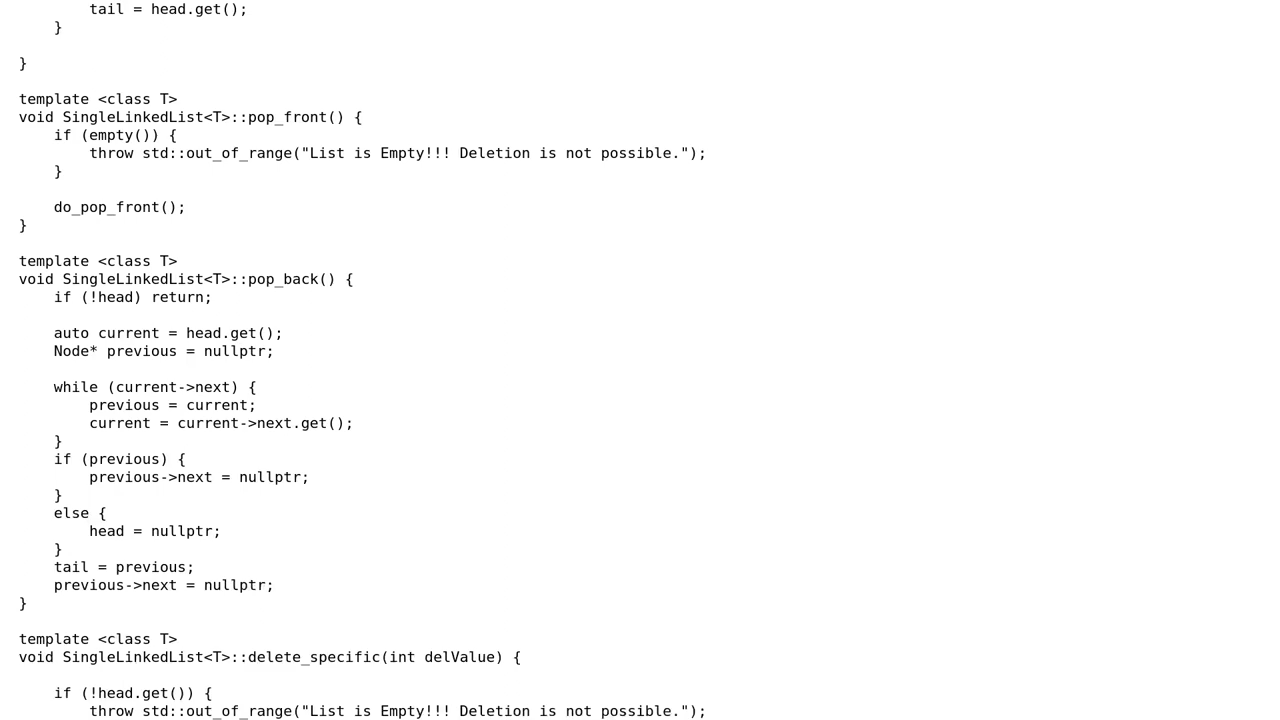 tail = head.get();
    }

}

template <class T>
void SingleLinkedList<T>::pop_front() {
    if (empty()) {
        throw std::out_of_range("List is Empty!!! Deletion is not possible.");
    }

    do_pop_front();
}

template <class T>
void SingleLinkedList<T>::pop_back() {
    if (!head) return;

    auto current = head.get();
    Node* previous = nullptr;

    while (current->next) {
        previous = current;
        current = current->next.get();
    }
    if (previous) {
        previous->next = nullptr;
    }
    else {
        head = nullptr;
    }
    tail = previous;
    previous->next = nullptr;
}

template <class T>
void SingleLinkedList<T>::delete_specific(int delValue) {

    if (!head.get()) {
        throw std::out_of_range("List is Empty!!! Deletion is not possible.");